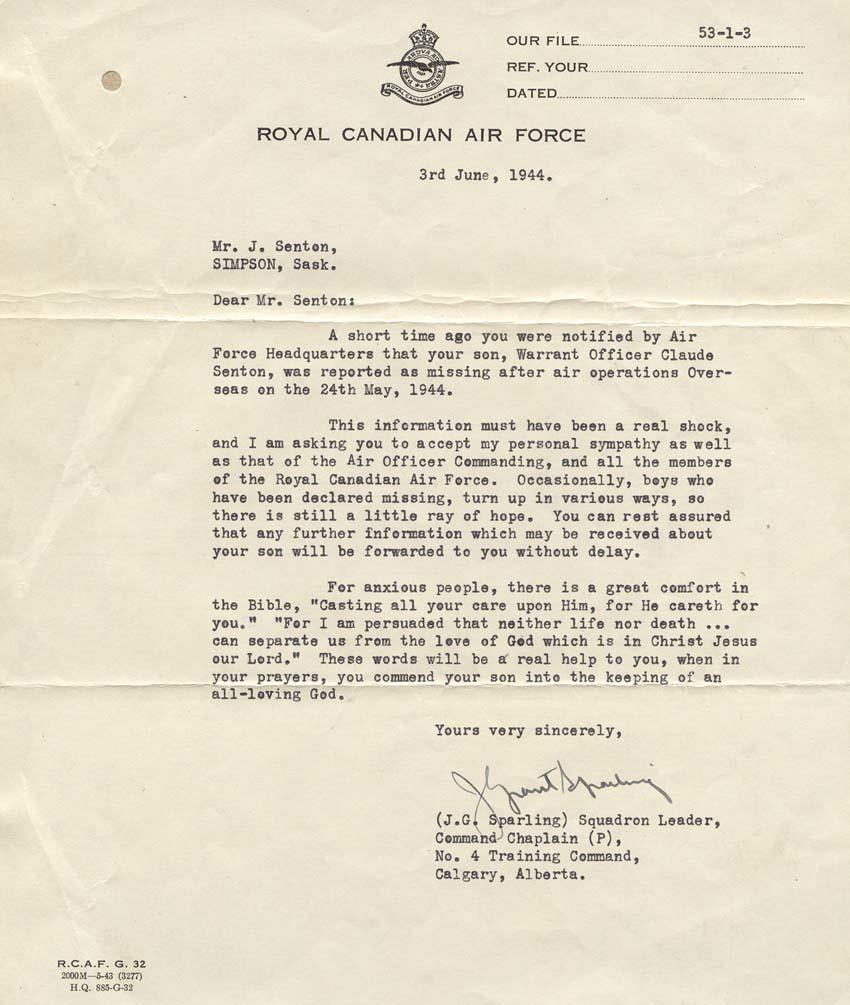 OUR FILE 53-1-3
REF. YOUR
DATED
PER ARDUA AD ASTRA
ROYAL CANADIAN AIR FORCE
ROYAL CANADIAN AIR FORCE
3rd June, 1944.
Mr. J. Senton,
SIMPSON, Sask.
Dear Mr. Senton:
A short time ago you were notified by Air
Force Headquarters that your son, Warrant Officer Claude
Senton, was reported as missing after air operations Over-
seas on the 24th May, 1944.
This information must have been a real shock,
and I am asking you to accept my personal sympathy as well
as that of the Air Officer Commanding, and all the members
of the Royal Canadian Air Force. Occasionally, boys who
have been declared missing, turn up in various ways, so
there is still a little ray of hope. You can rest assured
that any further information which may be received about
your son will be forwarded to you without delay.
For anxious people, there is a great comfort in
the Bible, "Casting all your care upon Him, for He careth for
you." "For I am persuaded that neither life nor death ...
can separate us from the love of God which is in Christ Jesus
our Lord." These words will be a real help to you, when in
your prayers, you commend your son into the keeping of an
all-loving God.
Yours very sincerely,
J Grant Sparling
(J.G. Sparling) Squadron Leader,
Command Chaplain (P),
No. 4 Training Command,
Calgary, Alberta.
R.C.A.F. G. 32
2000M—5-43 (3277)
H.Q. 885-G-32